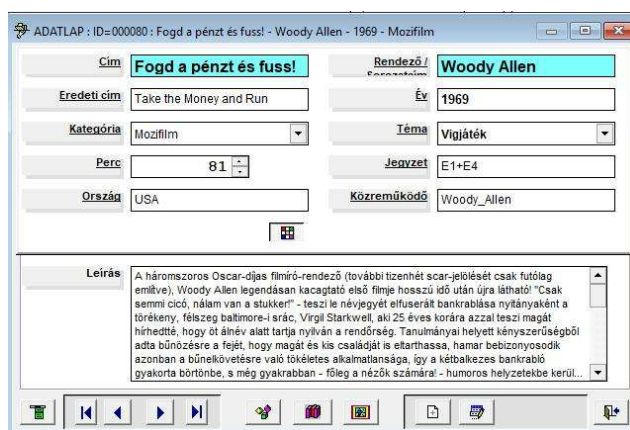 ADATLAP : ID=000080 : Fogd a pénzt és fuss! - Woody Allen - 1969 - Mozifilm
Cím Fogd a pénzt és fuss! Rendező / Sorozatcím Woody Allen
Eredeti cím Take the Money and Run Év 1969
Kategória Mozifilm Téma Vigjáték
Perc 81 Jegyzet E1+E4
Ország USA Közreműködő Woody_Allen
Leírás
A háromszoros Oscar-díjas filmíró-rendező (további tizenhét scar-jelölését csak futólag
emlitve), Woody Allen legendásan kacagtató első filmje hosszú idő után újra látható! "Csak
semmi cicó, nálam van a stukker!" - teszi le névjegyét elfuserált bankrablása nyitányaként a
törékeny, félszeg baltimore-i srác, Virgil Starkwell, aki 25 éves korára azzal teszi magát
hírhedtté, hogy öt álnév alatt tartja nyilván a rendőrség. Tanulmányai helyett kényszerűségből
adta bűnözésre a fejét, hogy magát és kis családját is eltarthassa, hamar bebizonyosodik
azonban a bűnelkövetésre való tökéletes alkalmatlansága, így a kétbalkezes bankrabló
gyakorta börtönbe, s még gyakrabban - főleg a nézők számára! - humoros helyzetekbe kerül...